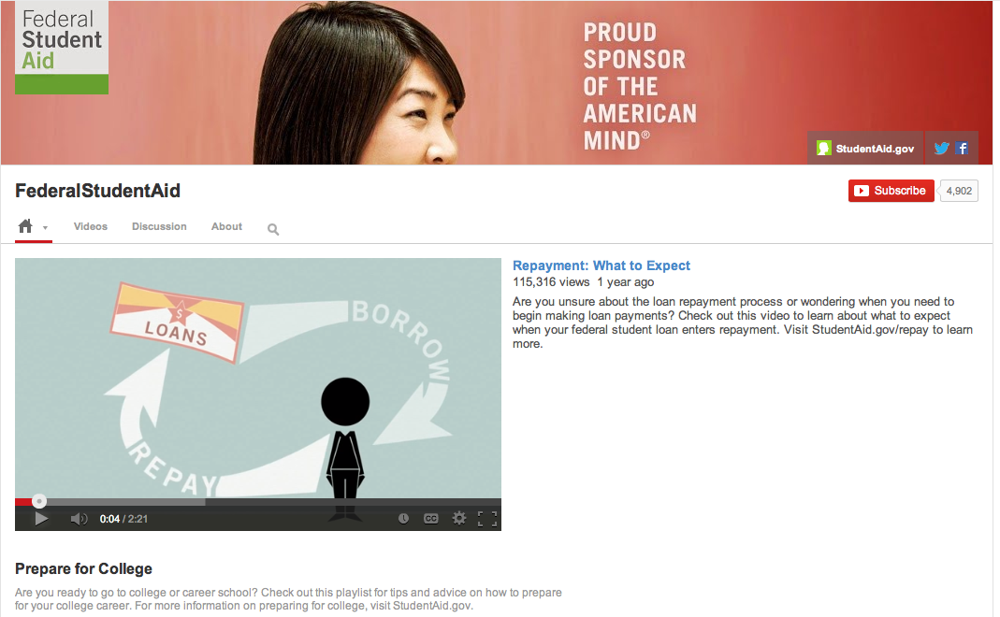 Federal
Student
Aid
PROUD
SPONSOR
OF THE
AMERICAN
MIND®
StudentAid.gov
FederalStudentAid
Subscribe 4,902
Videos Discussion About
LOANS
BORROW
REPAY
0:04 / 2:21
CC
Repayment: What to Expect
115,316 views 1 year ago
Are you unsure about the loan repayment process or wondering when you need to
begin making loan payments? Check out this video to learn about what to expect
when your federal student loan enters repayment. Visit StudentAid.gov/repay to learn
more.
Prepare for College
Are you ready to go to college or career school? Check out this playlist for tips and advice on how to prepare
for your college career. For more information on preparing for college, visit StudentAid.gov.